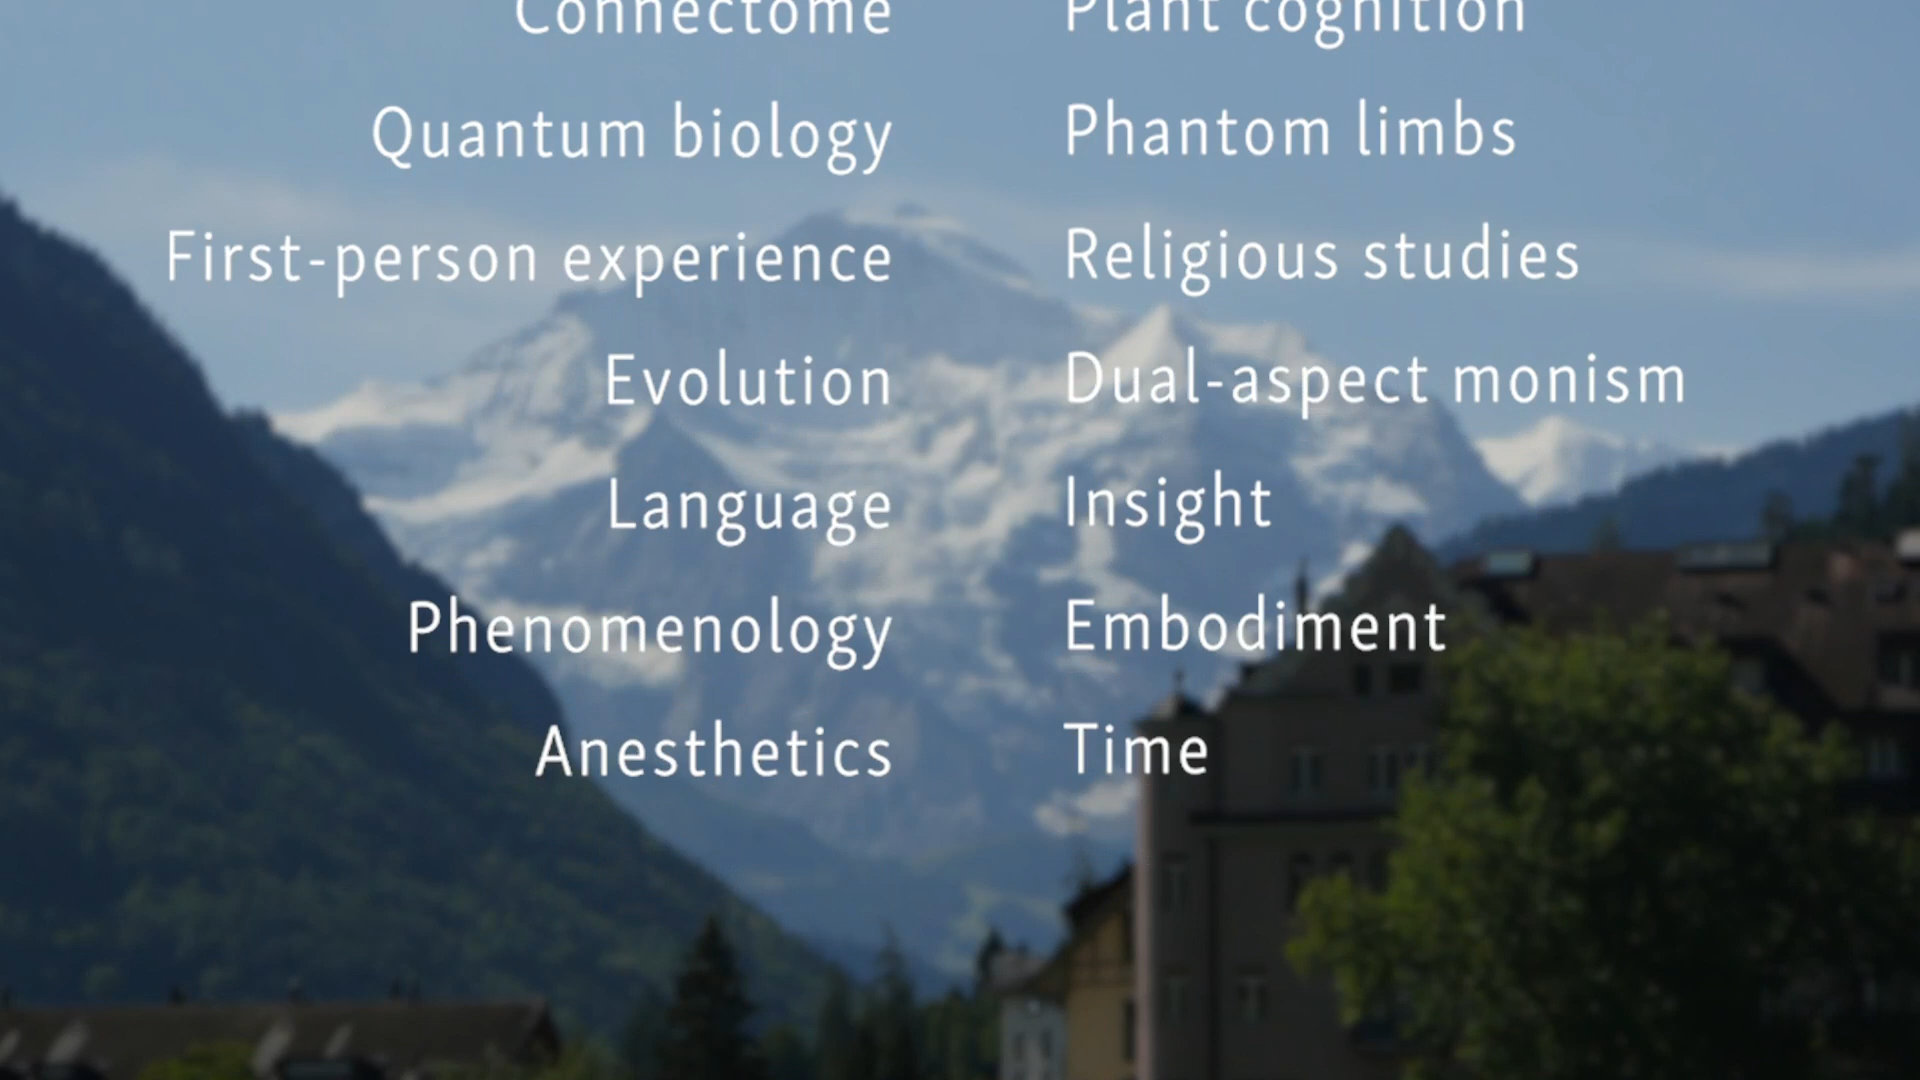 Connectome Plant cognition
Quantum biology Phantom limbs
First-person experience Religious studies
Evolution Dual-aspect monism
Language Insight
Phenomenology Embodiment
Anesthetics Time